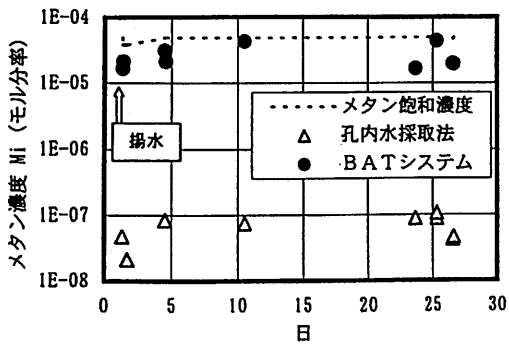 1E-04
1E-05
1E-06
1E-07
1E-08
メタン濃度 Mi (モル分率)
揚水
メタン飽和濃度
孔内水採取法
BATシステム
0 5 10 15 20 25 30
日